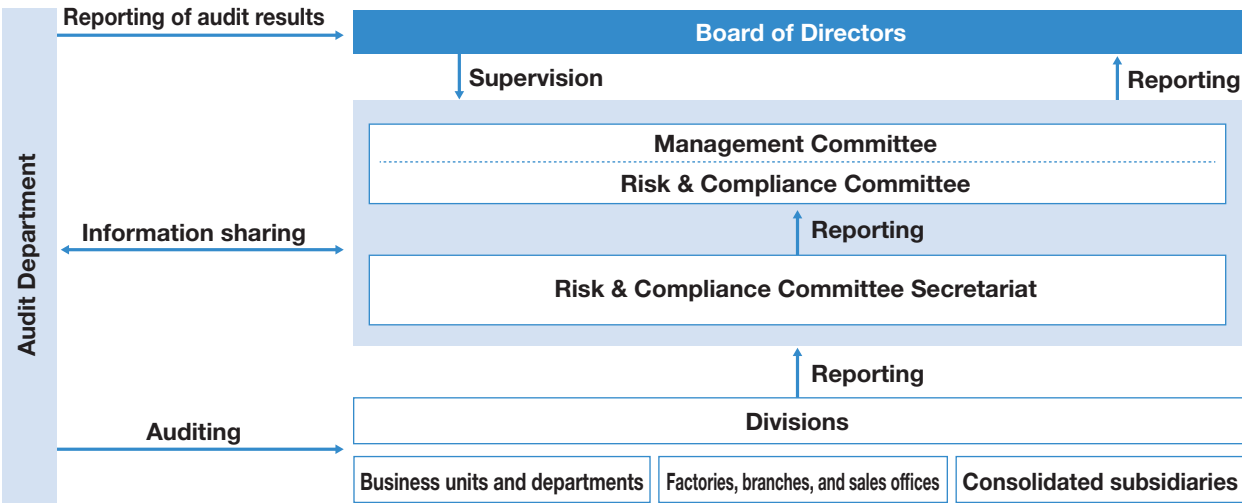 Reporting of audit results
Board of Directors
Supervision
Reporting
Management Committee
Risk & Compliance Committee
Audit Department
Information sharing
Reporting
Risk & Compliance Committee Secretariat
Reporting
Auditing
Divisions
Business units and departments
Factories, branches, and sales offices
Consolidated subsidiaries